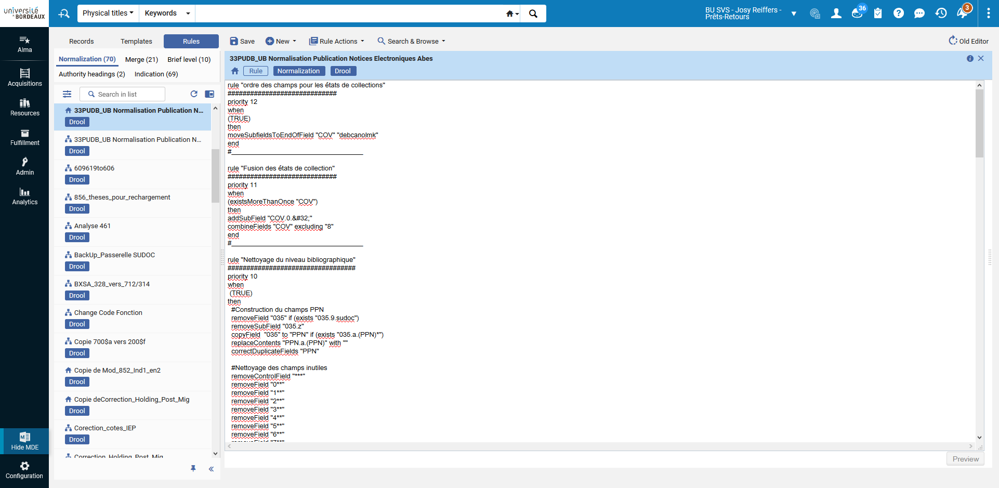 université
de BORDEAUX
Physical titles
Keywords
BU SVS - Josy Reiffers -
Prêts-Retours
36
3
Alma
Acquisitions
Resources
Fulfillment
Admin
Analytics
Hide MDE
Configuration
Records
Templates
Rules
Normalization (70)
Merge (21)
Brief level (10)
Authority headings (2)
Indication (69)
Search in list
33PUDB_UB Normalisation Publication N...
Drool
33PUDB_UB Normalisation Publication N...
Drool
609619to606
Drool
856_theses_pour_rechargement
Drool
Analyse 461
Drool
BackUp_Passerelle SUDOC
Drool
BXSA_328_vers_712/314
Drool
Change Code Fonction
Drool
Copie 700$a vers 200$f
Drool
Copie de Mod_852_Ind1_en2
Drool
Copie deCorrection_Holding_Post_Mig
Drool
Corection_cotes_IEP
Drool
Correction_Holding_Post_Mig
Save
New
Rule Actions
Search & Browse
Old Editor
33PUDB_UB Normalisation Publication Notices Electroniques Abes
Rule
Normalization
Drool
rule "ordre des champs pour les états de collections"
#############################
priority 12
when
(TRUE)
then
moveSubfieldsToEndOfField "COV" "debcanolmk"
end
#___________________________________
rule "Fusion des états de collection"
#############################
priority 11
when
(existsMoreThanOnce "COV")
then
addSubField "COV.0.&#32;"
combineFields "COV" excluding "8"
end
#___________________________________
rule "Nettoyage du niveau bibliographique"
##################################
priority 10
when
(TRUE)
then
#Construction du champs PPN
removeField "035" if (exists "035.9.sudoc")
removeSubField "035.z"
copyField  "035" to "PPN" if (exists "035.a.(PPN)*")
replaceContents "PPN.a.(PPN)" with ""
correctDuplicateFields "PPN"
#Nettoyage des champs inutiles
removeControlField "***"
removeField "0**"
removeField "1**"
removeField "2**"
removeField "3**"
removeField "4**"
removeField "5**"
removeField "6**"
removeField "7**"
Preview